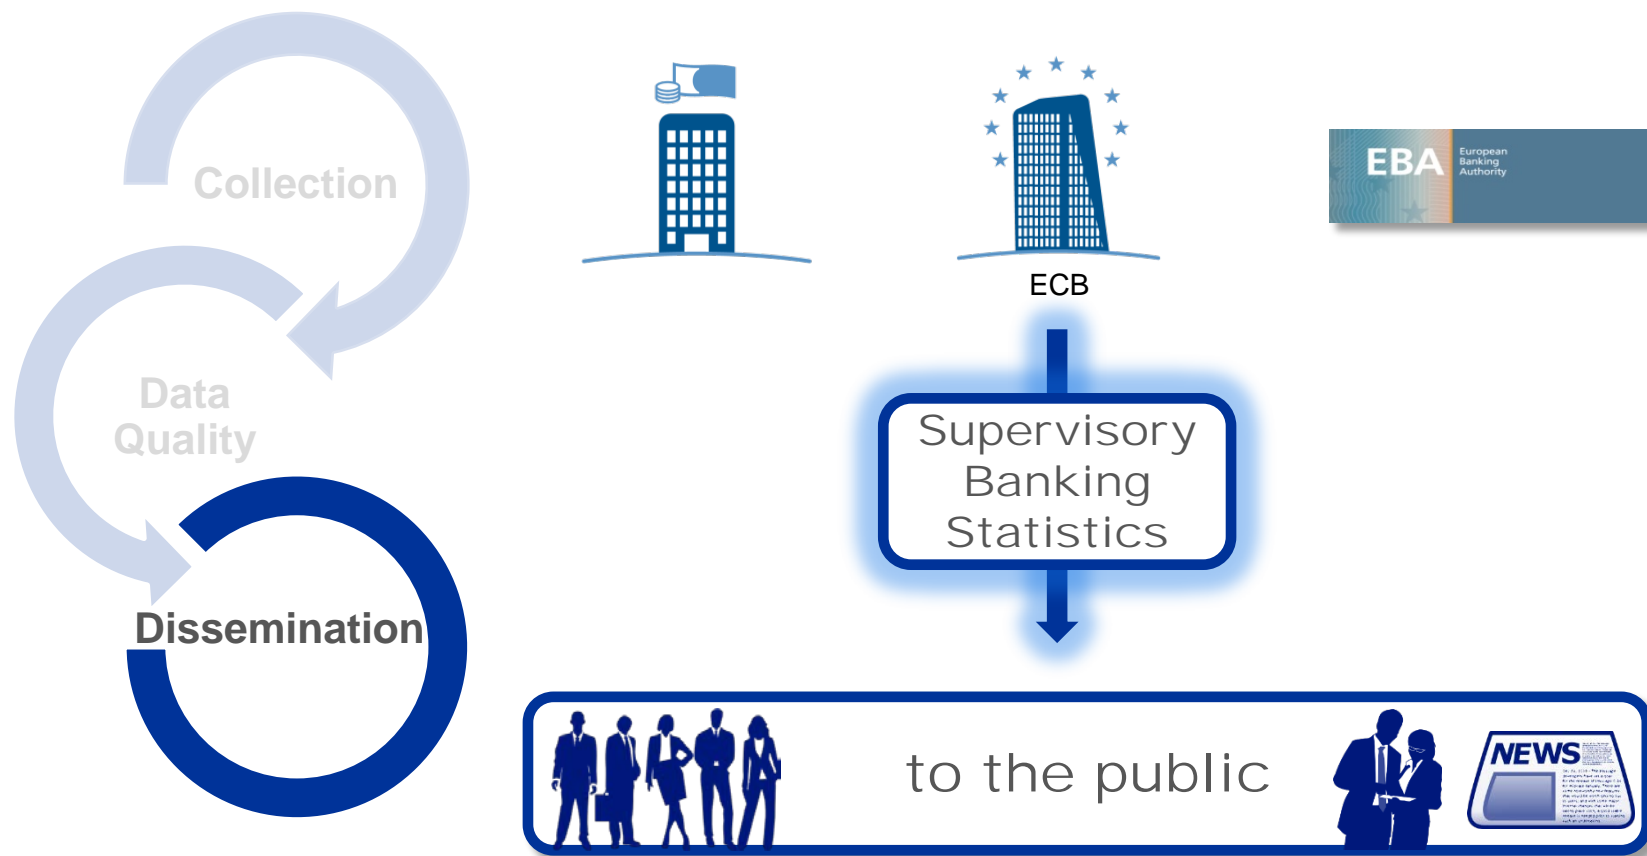 Collection
Data
Quality
Dissemination
EBA
European
Banking
Authority
ECB
Supervisory
Banking
Statistics
to the public
NEWS